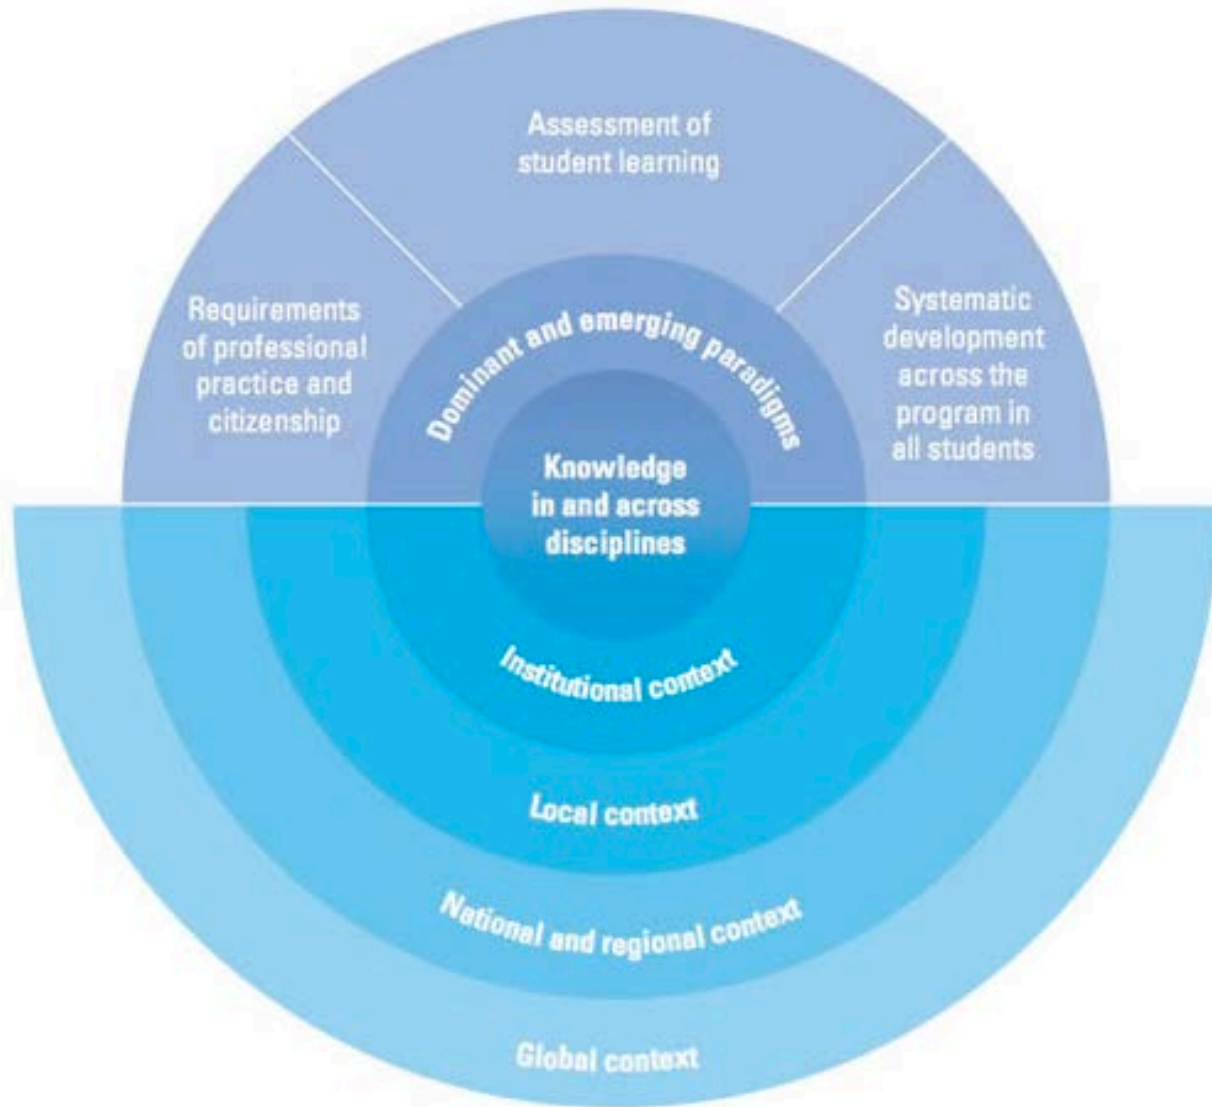 Assessment of
student learning
Requirements
of professional
practice and
citizenship
Dominant and emerging paradigms
Systematic
development
across the
program in
all students
Knowledge
in and across
disciplines
Institutional context
Local context
National and regional context
Global context